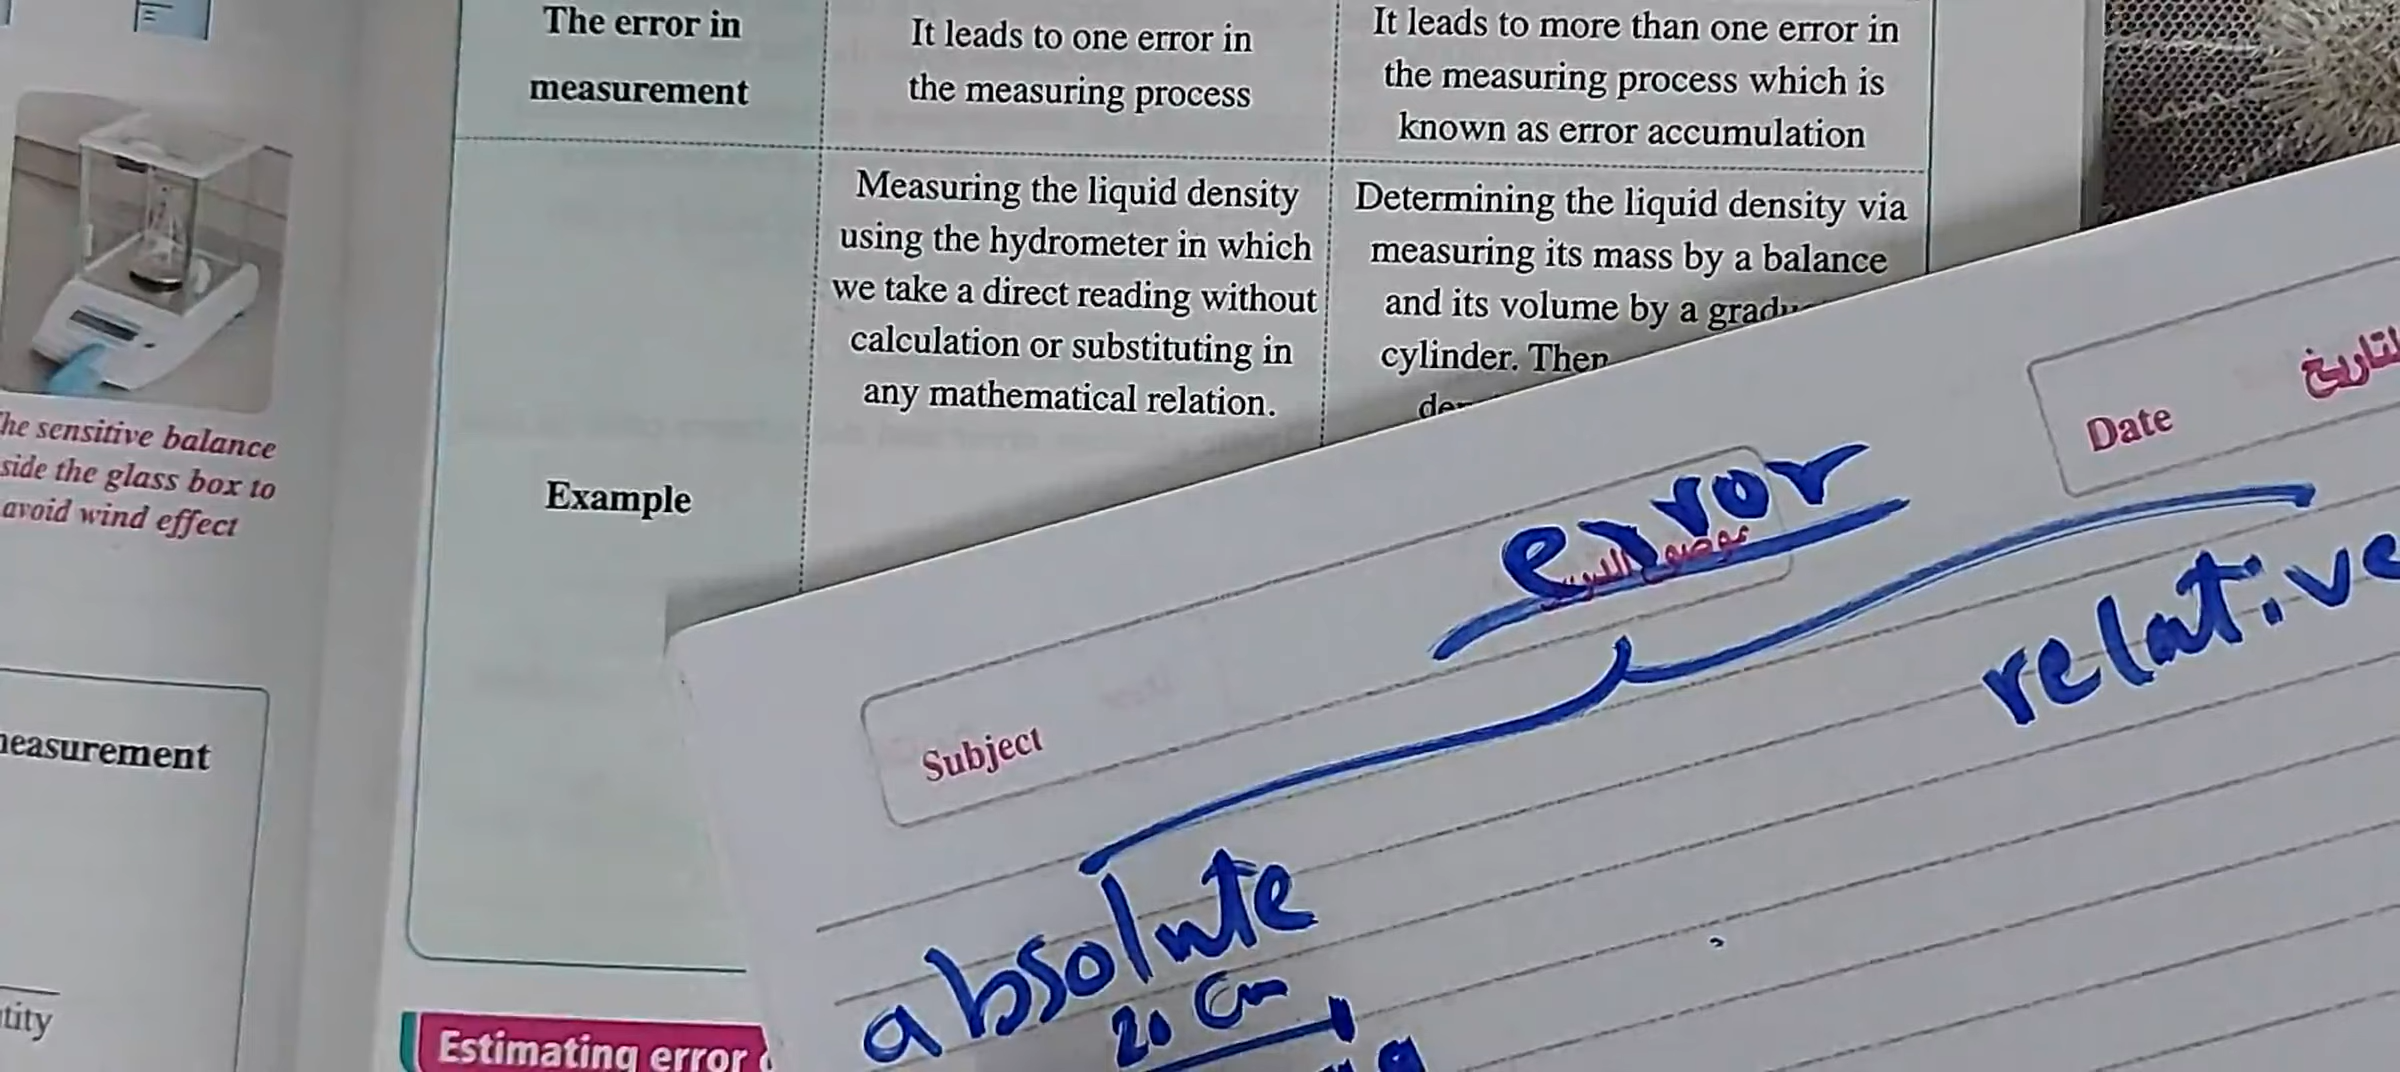 The error in
measurement
It leads to one error in
the measuring process
It leads to more than one error in
the measuring process which is
known as error accumulation
Example
Measuring the liquid density
using the hydrometer in which
we take a direct reading without
calculation or substituting in
any mathematical relation.
Determining the liquid density via
measuring its mass by a balance
and its volume by a
cylinder. Then
sensitive balance
side the glass box to
avoid wind effect
Estimating error
Subject
Date
التاريخ
error
absolute
relative
20 cm